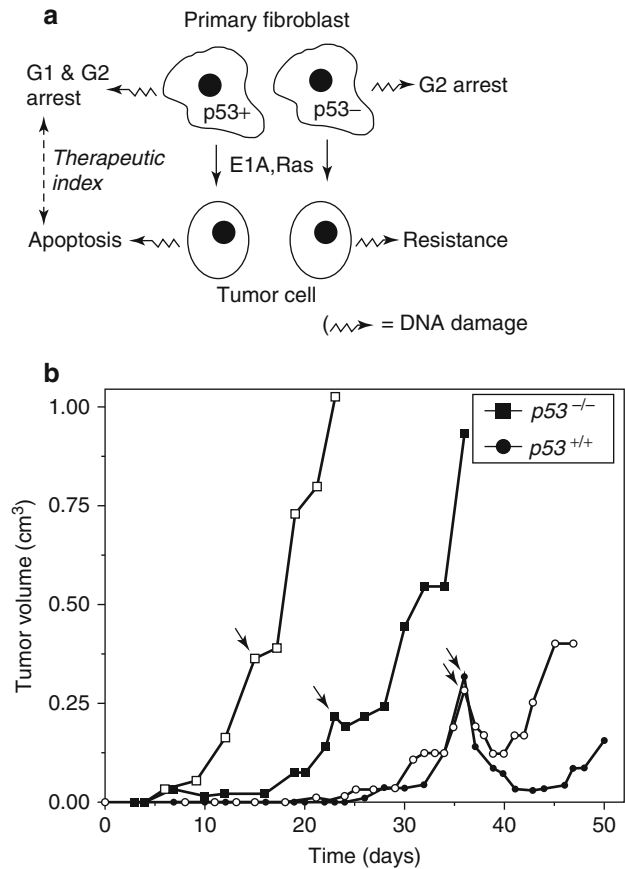 a
Primary fibroblast
G1 & G2
arrest
p53+
p53–
G2 arrest
Therapeutic
index
E1A,Ras
Apoptosis
Resistance
Tumor cell
( = DNA damage
b
p53 –/–
p53 +/+
1.00
0.75
0.50
0.25
0.00
Tumor volume (cm3)
0 10 20 30 40 50
Time (days)